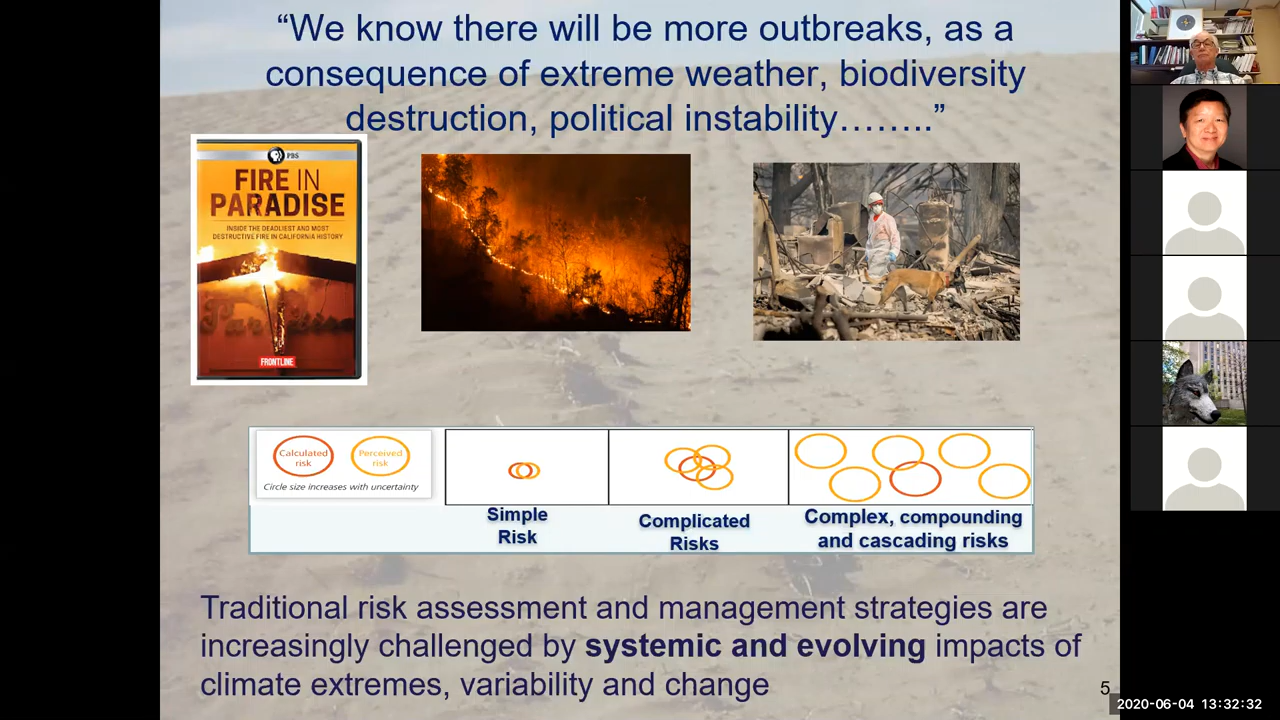 “We know there will be more outbreaks, as a
consequence of extreme weather, biodiversity
destruction, political instability……..”
PBS
FIRE IN
PARADISE
INSIDE THE DEADLIEST AND MOST
DESTRUCTIVE FIRE IN CALIFORNIA HISTORY
FRONTLINE
Calculated
risk
Perceived
risk
Circle size increases with uncertainty
Simple
Risk
Complicated
Risks
Complex, compounding
and cascading risks
Traditional risk assessment and management strategies are
increasingly challenged by systemic and evolving impacts of
climate extremes, variability and change
5
2020-06-04 13:32:32